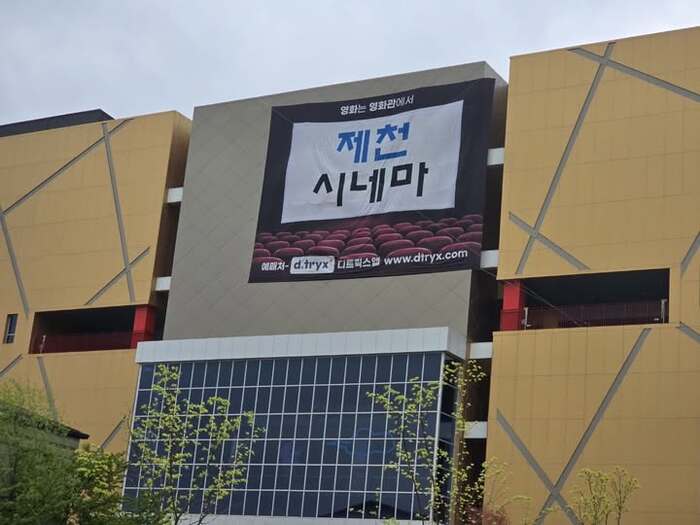 영화는 영화관에서
제천
시네마
예매처- d.tryx 디트릭스앱 www.dtryx.com